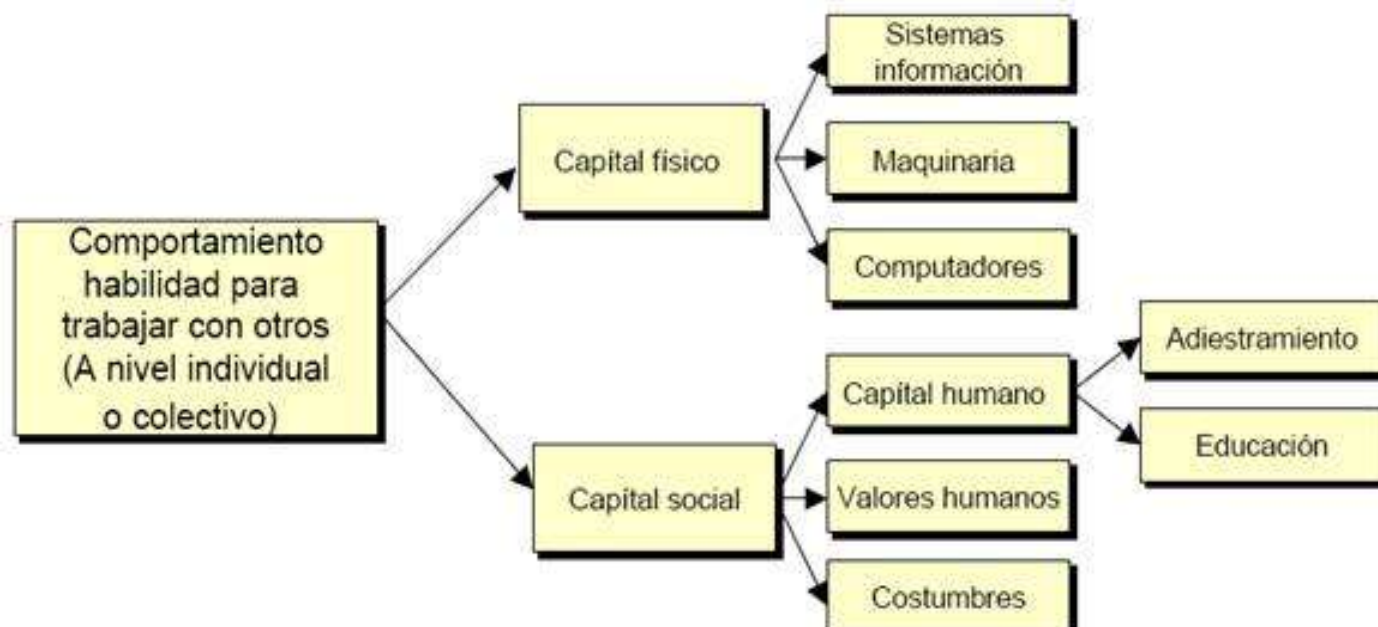 Comportamiento
habilidad para
trabajar con otros
(A nivel individual
o colectivo)
Capital físico
Sistemas
información
Maquinaria
Computadores
Capital social
Capital humano
Adiestramiento
Educación
Valores humanos
Costumbres